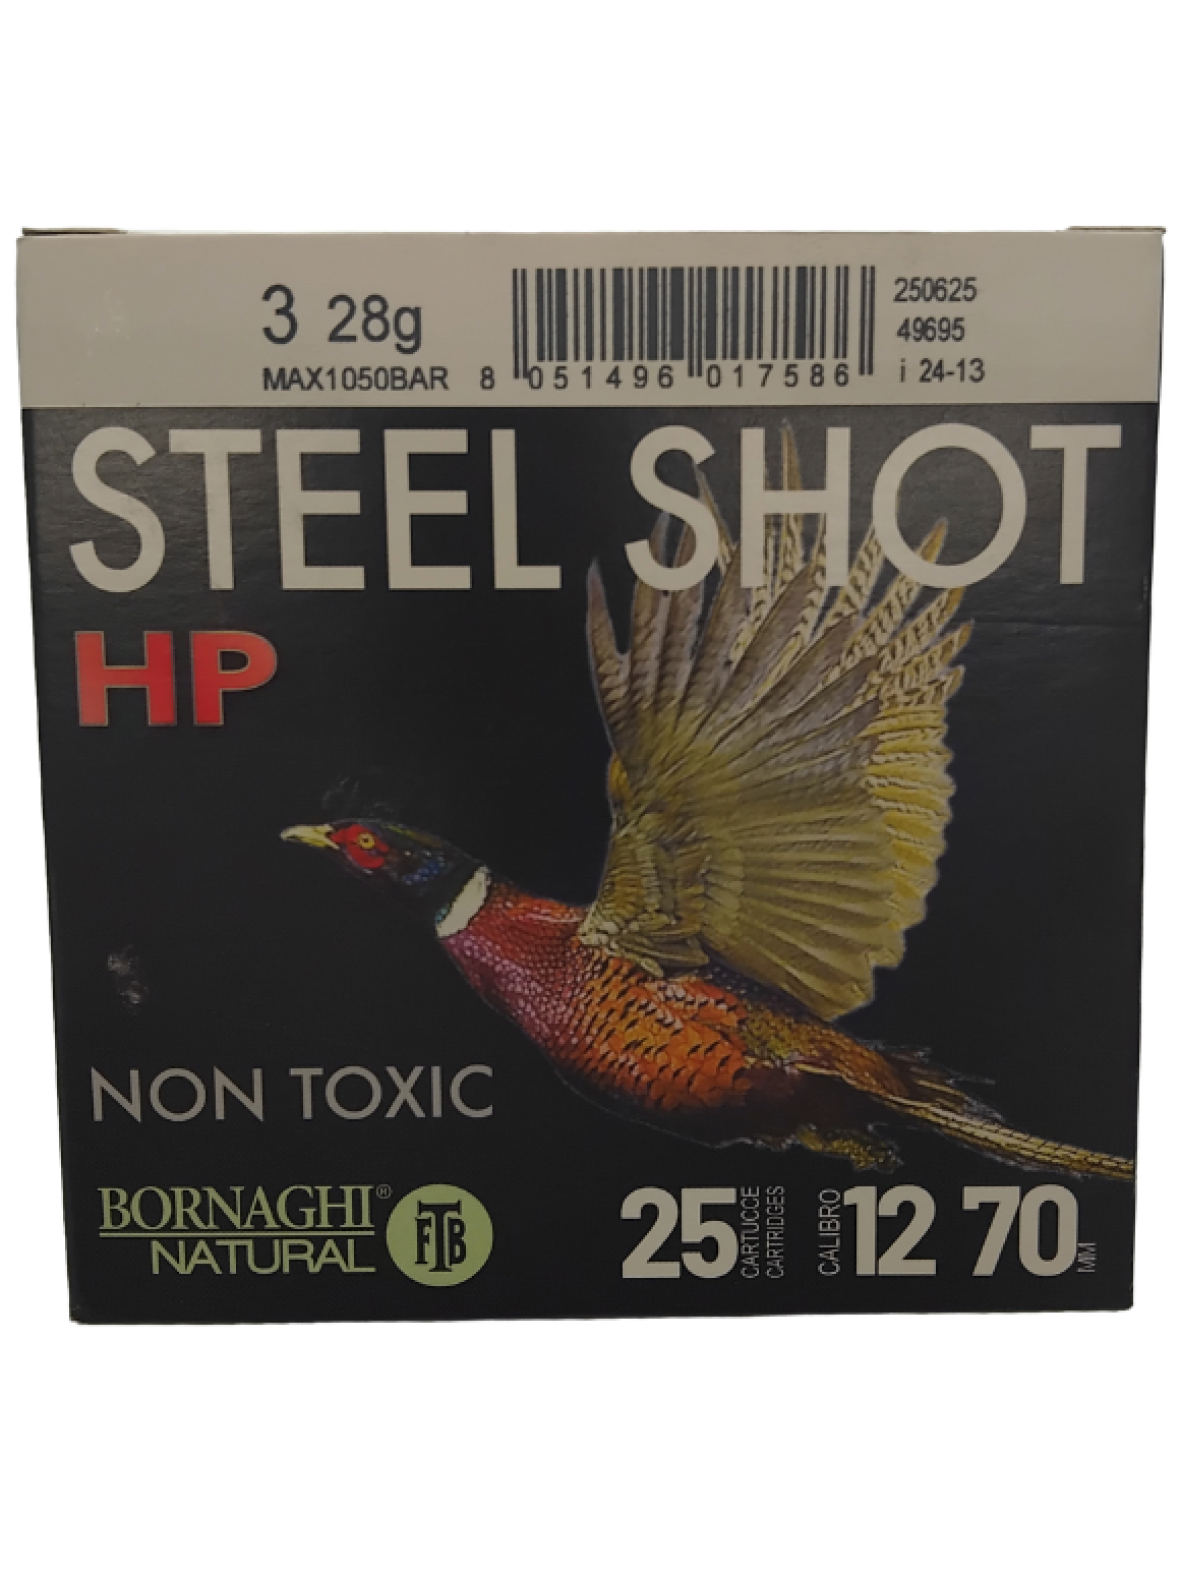 3 28g
MAX1050BAR
8 051496 017586
250625
49695
i 24-13
STEEL SHOT
HP
NON TOXIC
BORNAGHI®
NATURAL
FTB
25 CARTUCCE
CARTRIDGES
CALIBRO 12 70 MM